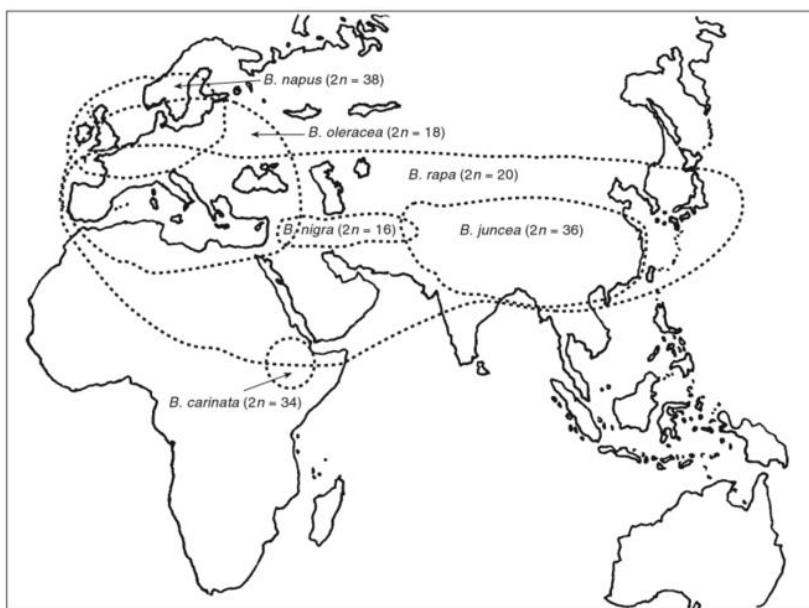 B. napus (2n = 38)
B. oleracea (2n = 18)
B. rapa (2n = 20)
B. nigra (2n = 16)
B. juncea (2n = 36)
B. carinata (2n = 34)